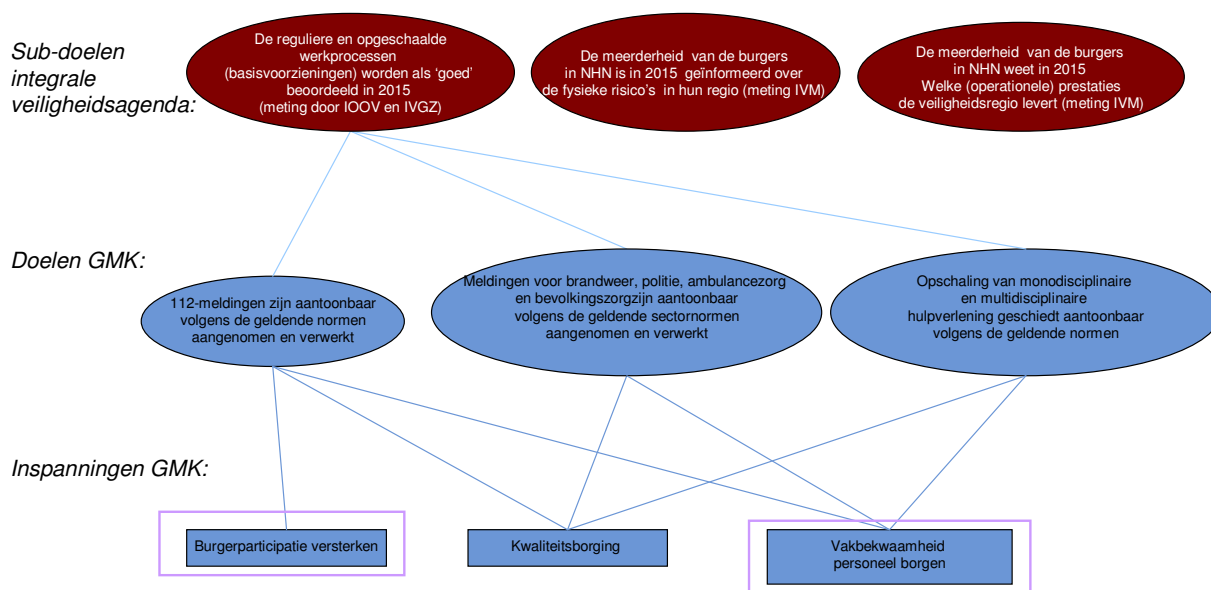 Sub-doelen
integrale
veiligheidsagenda:
De reguliere en opgeschaalde
werkprocessen
(basisvoorzieningen) worden als ‘goed’
beoordeeld in 2015
(meting door IOOV en IVGZ)
De meerderheid van de burgers
in NHN is in 2015 geïnformeerd over
de fysieke risico’s in hun regio (meting IVM)
De meerderheid van de burgers
in NHN weet in 2015
Welke (operationele) prestaties
de veiligheidsregio levert (meting IVM)
Doelen GMK:
112-meldingen zijn aantoonbaar
volgens de geldende normen
aangenomen en verwerkt
Meldingen voor brandweer, politie, ambulancezorg
en bevolkingszorgzijn aantoonbaar
volgens de geldende sectornormen
aangenomen en verwerkt
Opschaling van monodisciplinaire
en multidisciplinaire
hulpverlening geschiedt aantoonbaar
volgens de geldende normen
Inspanningen GMK:
Burgerparticipatie versterken
Kwaliteitsborging
Vakbekwaamheid
personeel borgen